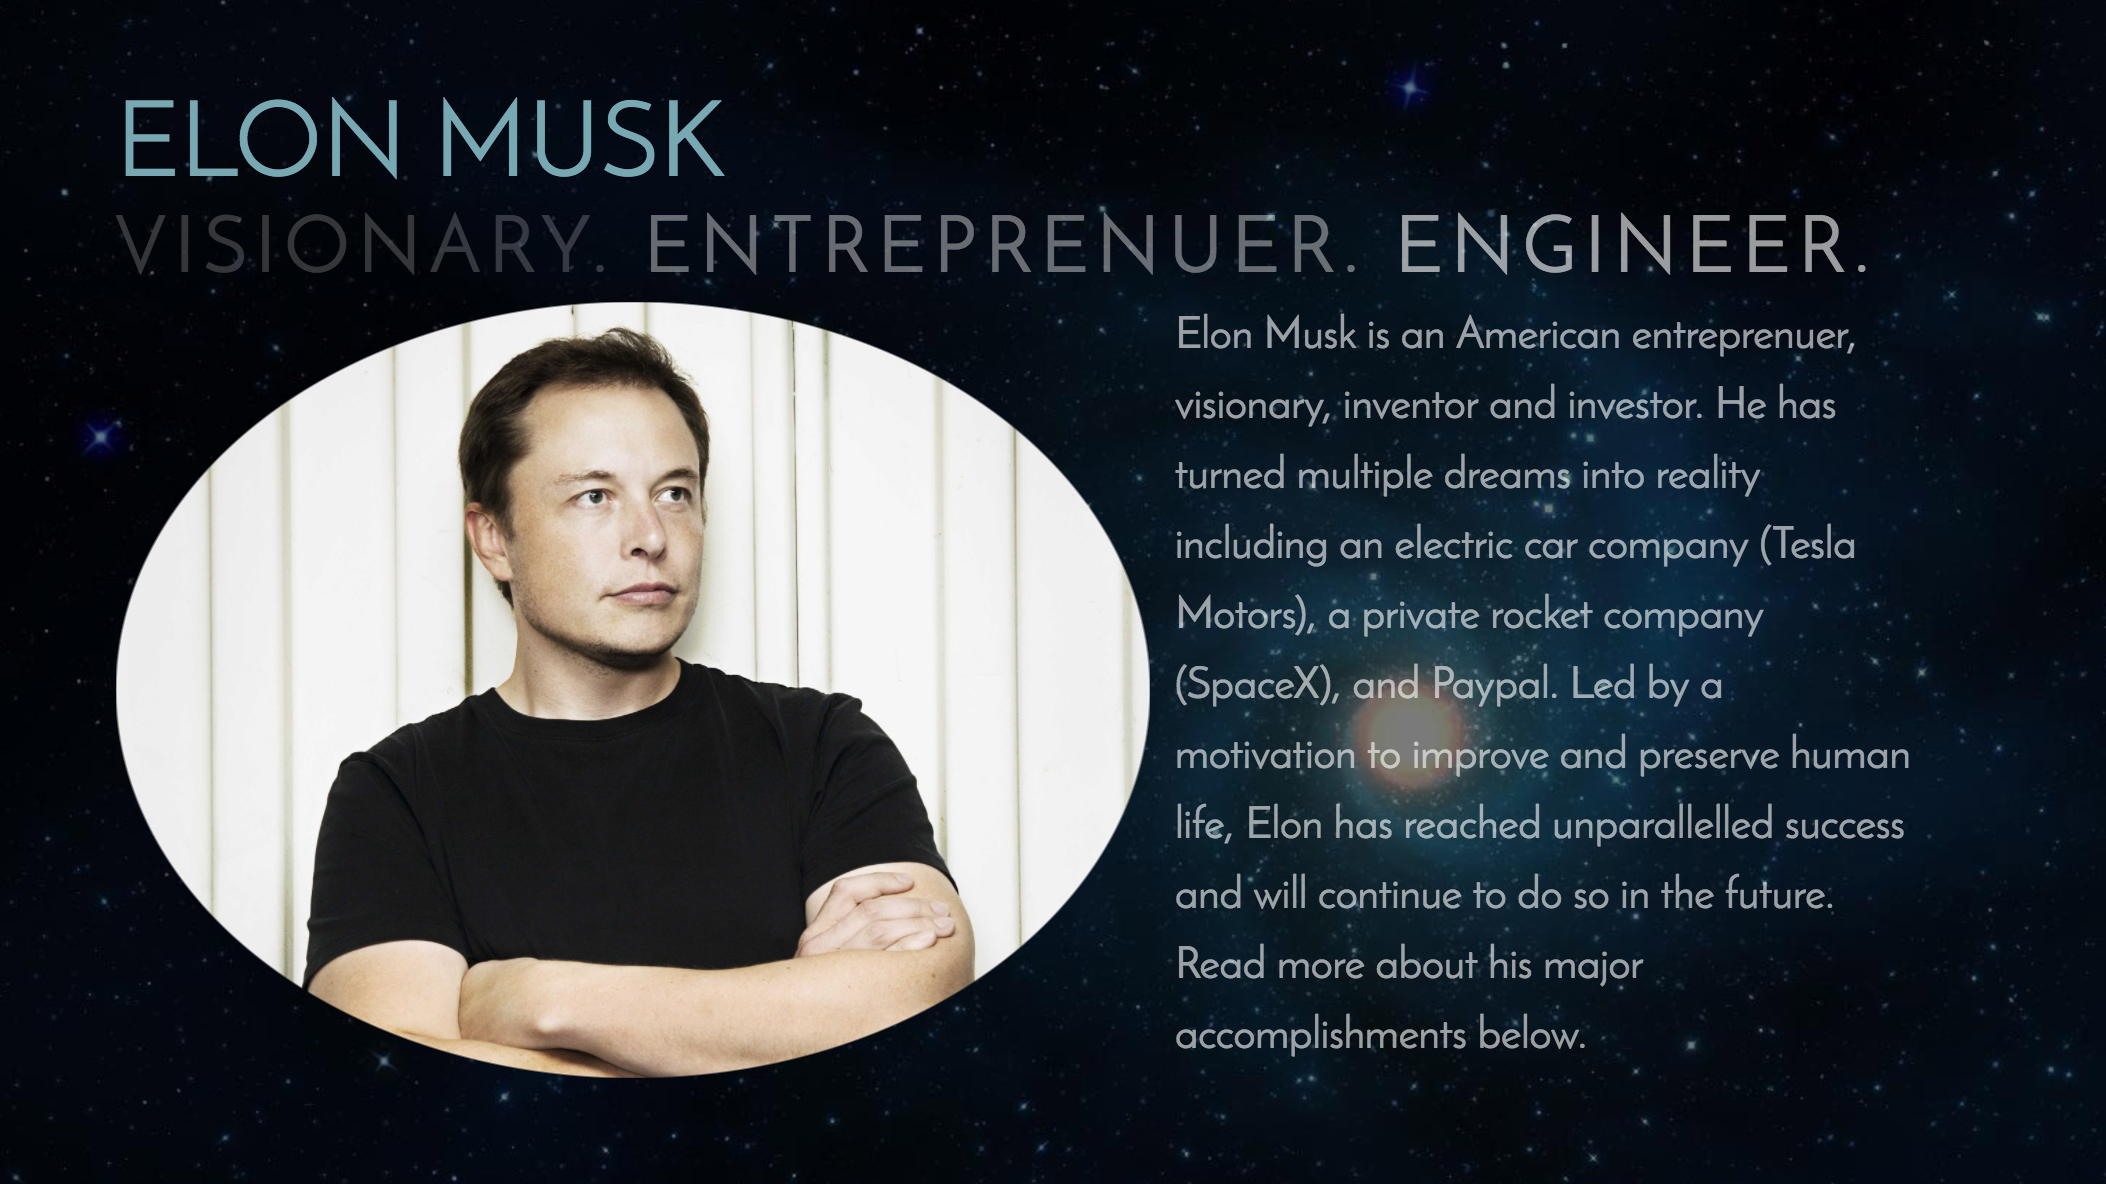 ELON MUSK
VISIONARY. ENTREPRENUER. ENGINEER.
Elon Musk is an American entreprenuer,
visionary, inventor and investor. He has
turned multiple dreams into reality
including an electric car company (Tesla
Motors), a private rocket company
(SpaceX), and Paypal. Led by a
motivation to improve and preserve human
life, Elon has reached unparallelled success
and will continue to do so in the future.
Read more about his major
accomplishments below.